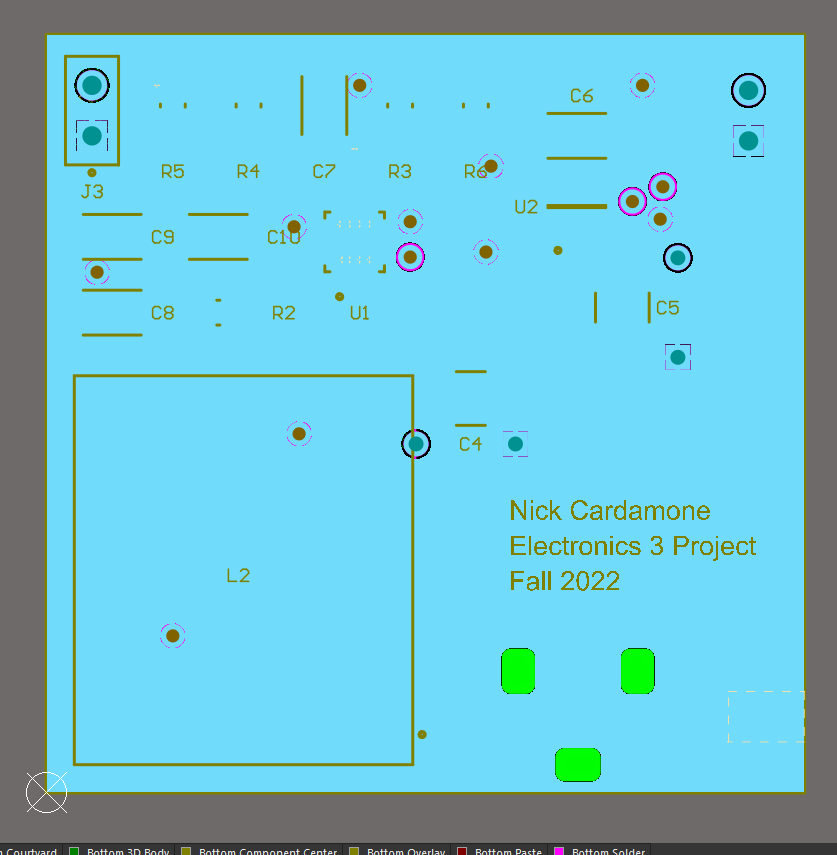 C6
R5 R4 C7 R3 R6
J3
U2
C9 C10
C5
C8 R2 U1
C4
Nick Cardamone
Electronics 3 Project
L2
Fall 2022
Courtyard Bottom 3D Body Bottom Component Center Bottom Overlay Bottom Paste Bottom Solder